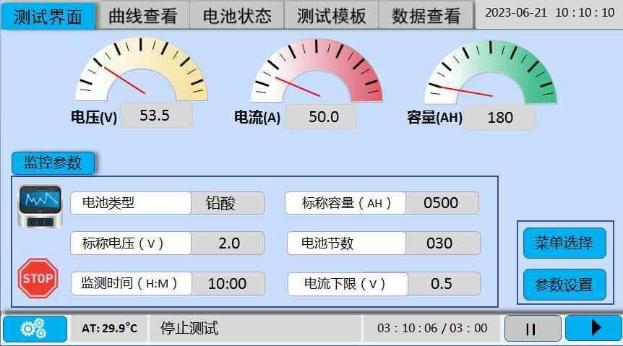 测试界面 曲线查看 电池状态 测试模板 数据查看 2023-06-21 10:10:10
电压(V) 53.5 电流(A) 50.0 容量(AH) 180
监控参数
电池类型 铅酸 标称容量(AH) 0500
标称电压(V) 2.0 电池节数 030
菜单选择
STOP
监测时间(H:M) 10:00 电流下限(V) 0.5
参数设置
AT: 29.9°C 停止测试 03:10:06/03:00